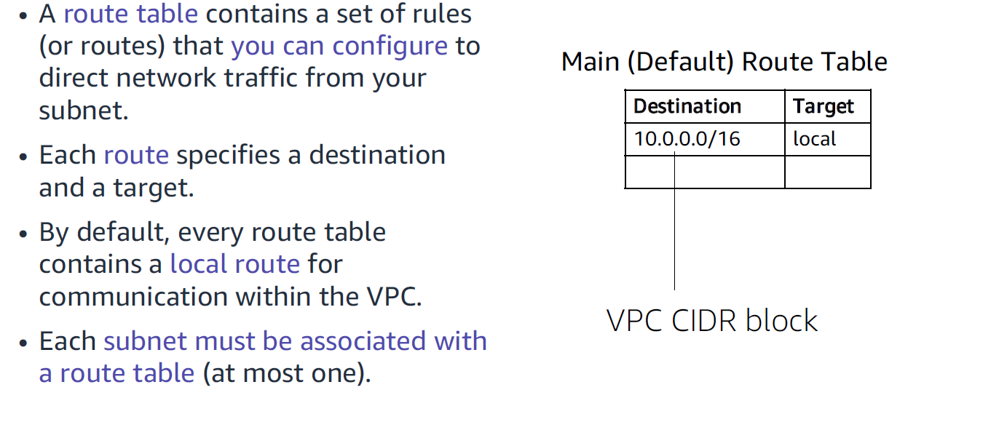 • A route table contains a set of rules
(or routes) that you can configure to
direct network traffic from your
subnet.
• Each route specifies a destination
and a target.
• By default, every route table
contains a local route for
communication within the VPC.
• Each subnet must be associated with
a route table (at most one).
Main (Default) Route Table
Destination Target
10.0.0.0/16 local
VPC CIDR block